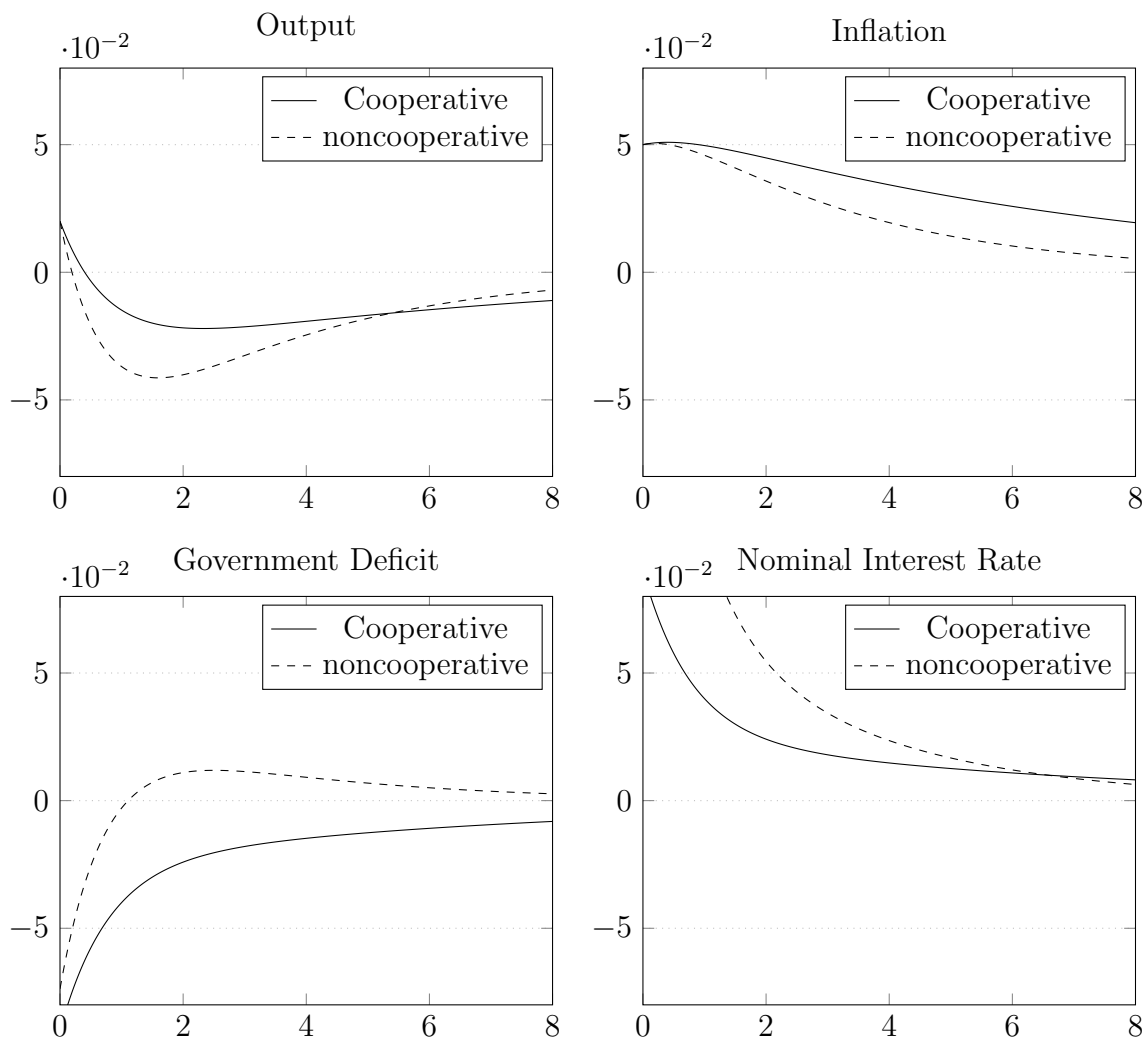 Output
·10⁻²
Cooperative
noncooperative
5
0
−5
0 2 4 6 8
Inflation
·10⁻²
Cooperative
noncooperative
5
0
−5
0 2 4 6 8
Government Deficit
·10⁻²
Cooperative
noncooperative
5
0
−5
0 2 4 6 8
Nominal Interest Rate
·10⁻²
Cooperative
noncooperative
5
0
−5
0 2 4 6 8